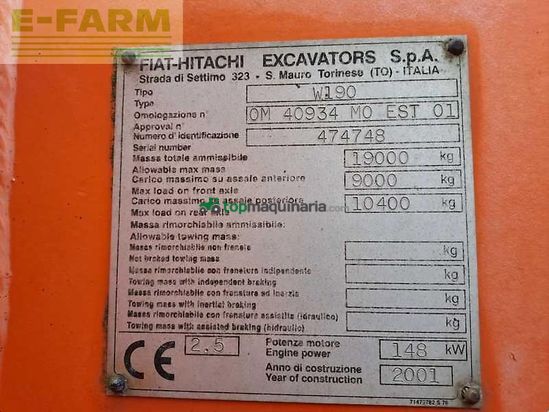 E-FARM
FIAT-HITACHI EXCAVATORS S.p.A.
Strada di Settimo 323 - S. Mauro Torinese (TO) - ITALIA
Tipo W190
Type
Omologazione n° OM 40934 MO EST 01
Approval n°
Numero d'identificazione 474748
Serial number
Massa totale ammissibile 19000 kg
Allowable max mass
Carico massimo su assale anteriore 9000 kg
Max load on front axle
Carico massimo su assale posteriore 10400 kg
Max load on rear axle
topmaquinaria.com
Massa rimorchiabile ammissibile:
Allowable towing mass:
Massa rimorchiabile non frenata kg
Not braked towing mass
Massa rimorchiabile con frenatura indipendente kg
Towing mass with independent braking
Massa rimorchiabile con frenatura ad inerzia kg
Towing mass with inertial braking
Massa rimorchiabile con frenatura assistita (idraulica) kg
Towing mass with assisted braking (hidraulic)
CE 2,5 Potenza motore 148 kW
Engine power
Anno di costruzione 2001
Year of construction